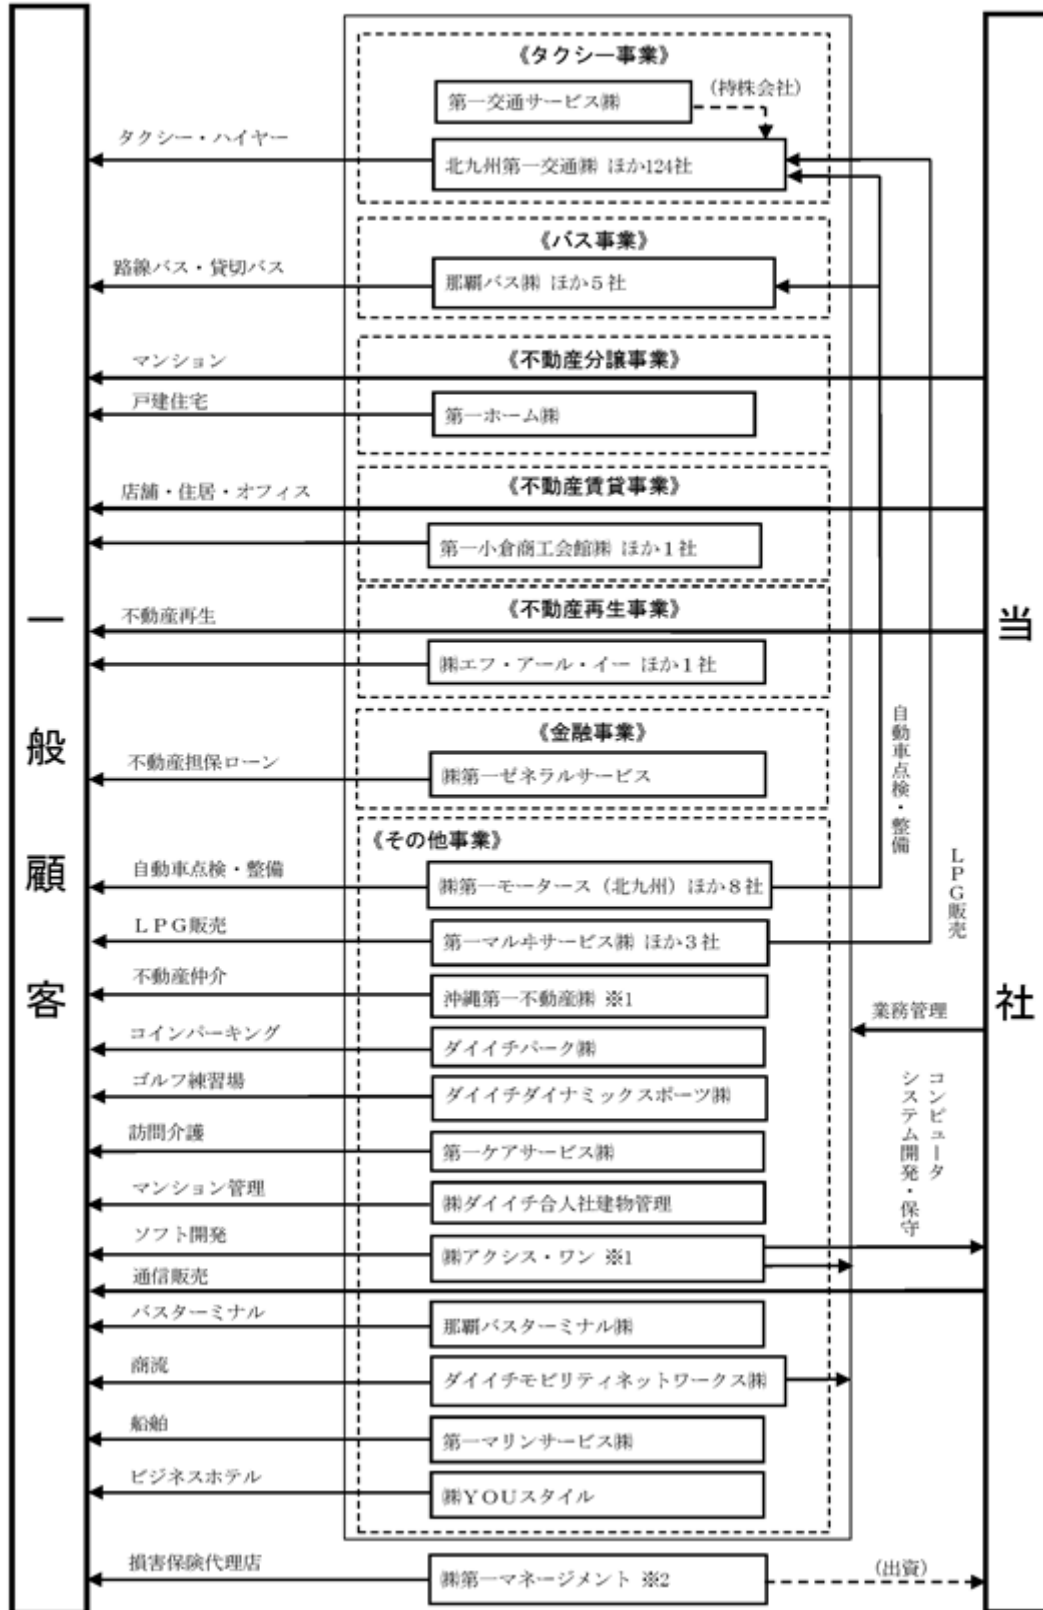 《タクシー事業》
第一交通サービス㈱
(持株会社)
タクシー・ハイヤー
北九州第一交通㈱ ほか124社
《バス事業》
路線バス・貸切バス
那覇バス㈱ ほか5社
《不動産分譲事業》
マンション
戸建住宅
第一ホーム㈱
《不動産賃貸事業》
店舗・住居・オフィス
第一小倉商工会館㈱ ほか1社
《不動産再生事業》
不動産再生
㈱エフ・アール・イー ほか1社
《金融事業》
不動産担保ローン
㈱第一ゼネラルサービス
《その他事業》
自動車点検・整備
㈱第一モータース（北九州）ほか8社
ＬＰＧ販売
第一マルヰサービス㈱ ほか3社
不動産仲介
沖縄第一不動産㈱ ※1
コインパーキング
ダイイチパーク㈱
ゴルフ練習場
ダイイチダイナミックスポーツ㈱
訪問介護
第一ケアサービス㈱
マンション管理
㈱ダイイチ合人社建物管理
ソフト開発
㈱アクシス・ワン ※1
通信販売
バスターミナル
那覇バスターミナル㈱
商流
ダイイチモビリティネットワークス㈱
船舶
第一マリンサービス㈱
ビジネスホテル
㈱ＹＯＵスタイル
損害保険代理店
㈱第一マネージメント ※2
(出資)
一般顧客
当社
自動車点検・整備
ＬＰＧ販売
業務管理
コンピュータ
システム開発・保守